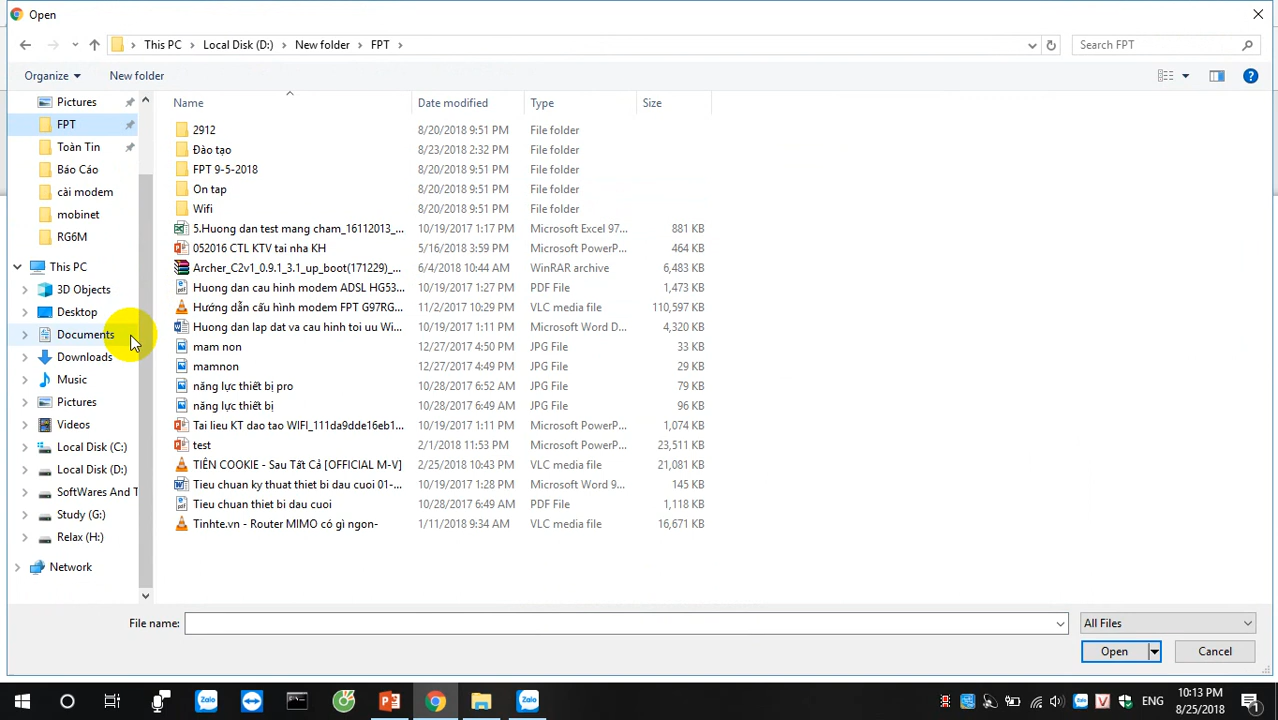 Open
This PC Local Disk (D:) New folder FPT
Search FPT
Organize New folder
Name Date modified Type Size
Pictures
FPT
Toàn Tin
Báo Cáo
cài modem
mobinet
RG6M
This PC
3D Objects
Desktop
Documents
Downloads
Music
Pictures
Videos
Local Disk (C:)
Local Disk (D:)
SoftWares And T
Study (G:)
Relax (H:)
Network
2912 8/20/2018 9:51 PM File folder
Đào tạo 8/23/2018 2:32 PM File folder
FPT 9-5-2018 8/20/2018 9:51 PM File folder
On tap 8/20/2018 9:51 PM File folder
Wifi 8/20/2018 9:51 PM File folder
5.Huong dan test mang cham_16112013_... 10/19/2017 1:17 PM Microsoft Excel 97... 881 KB
052016 CTL KTV tai nha KH 5/16/2018 3:59 PM Microsoft PowerP... 464 KB
Archer_C2v1_0.9.1_3.1_up_boot(171229)_... 6/4/2018 10:44 AM WinRAR archive 6,483 KB
Huong dan cau hinh modem ADSL HG53... 10/19/2017 1:27 PM PDF File 1,473 KB
Hướng dẫn cấu hình modem FPT G97RG... 11/2/2017 10:29 PM VLC media file 110,597 KB
Huong dan lap dat va cau hinh toi uu Wi... 10/19/2017 1:11 PM Microsoft Word D... 4,320 KB
mam non 12/27/2017 4:50 PM JPG File 33 KB
mamnon 12/27/2017 4:49 PM JPG File 29 KB
năng lực thiết bị pro 10/28/2017 6:52 AM JPG File 79 KB
năng lực thiết bị 10/28/2017 6:49 AM JPG File 96 KB
Tai lieu KT dao tao WIFI_111da9dde16eb1... 10/19/2017 1:11 PM Microsoft PowerP... 1,074 KB
test 2/1/2018 11:53 PM Microsoft PowerP... 23,511 KB
TIÊN COOKIE - Sau Tất Cả [OFFICIAL M-V] 2/25/2018 10:43 PM VLC media file 21,081 KB
Tieu chuan ky thuat thiet bi dau cuoi 01-... 10/19/2017 1:28 PM Microsoft Word 9... 145 KB
Tieu chuan thiet bi dau cuoi 10/28/2017 6:49 AM PDF File 1,118 KB
Tinhte.vn - Router MIMO có gì ngon- 1/11/2018 9:34 AM VLC media file 16,671 KB
File name: All Files
Open Cancel
Zalo Zalo Zalo V ENG
10:13 PM
8/25/2018
1